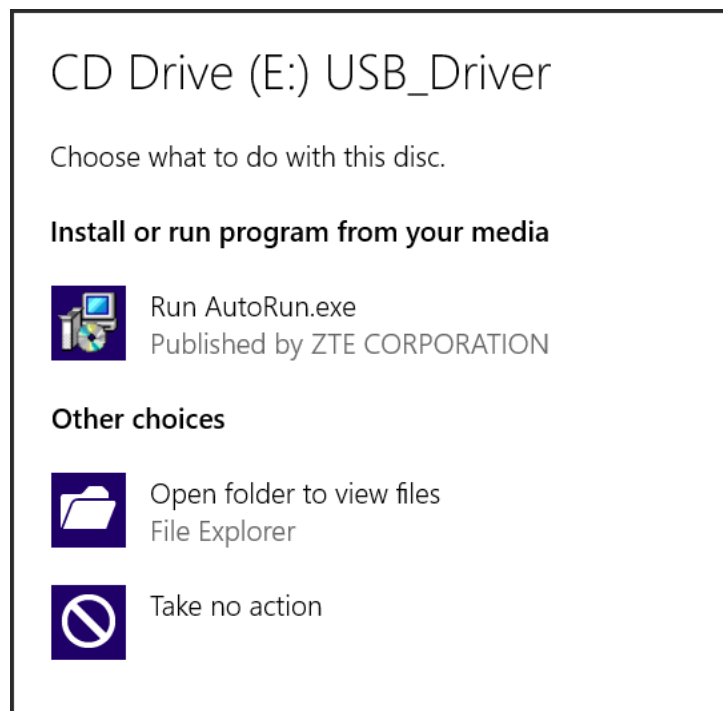 CD Drive (E:) USB_Driver
Choose what to do with this disc.
Install or run program from your media
Run AutoRun.exe
Published by ZTE CORPORATION
Other choices
Open folder to view files
File Explorer
Take no action